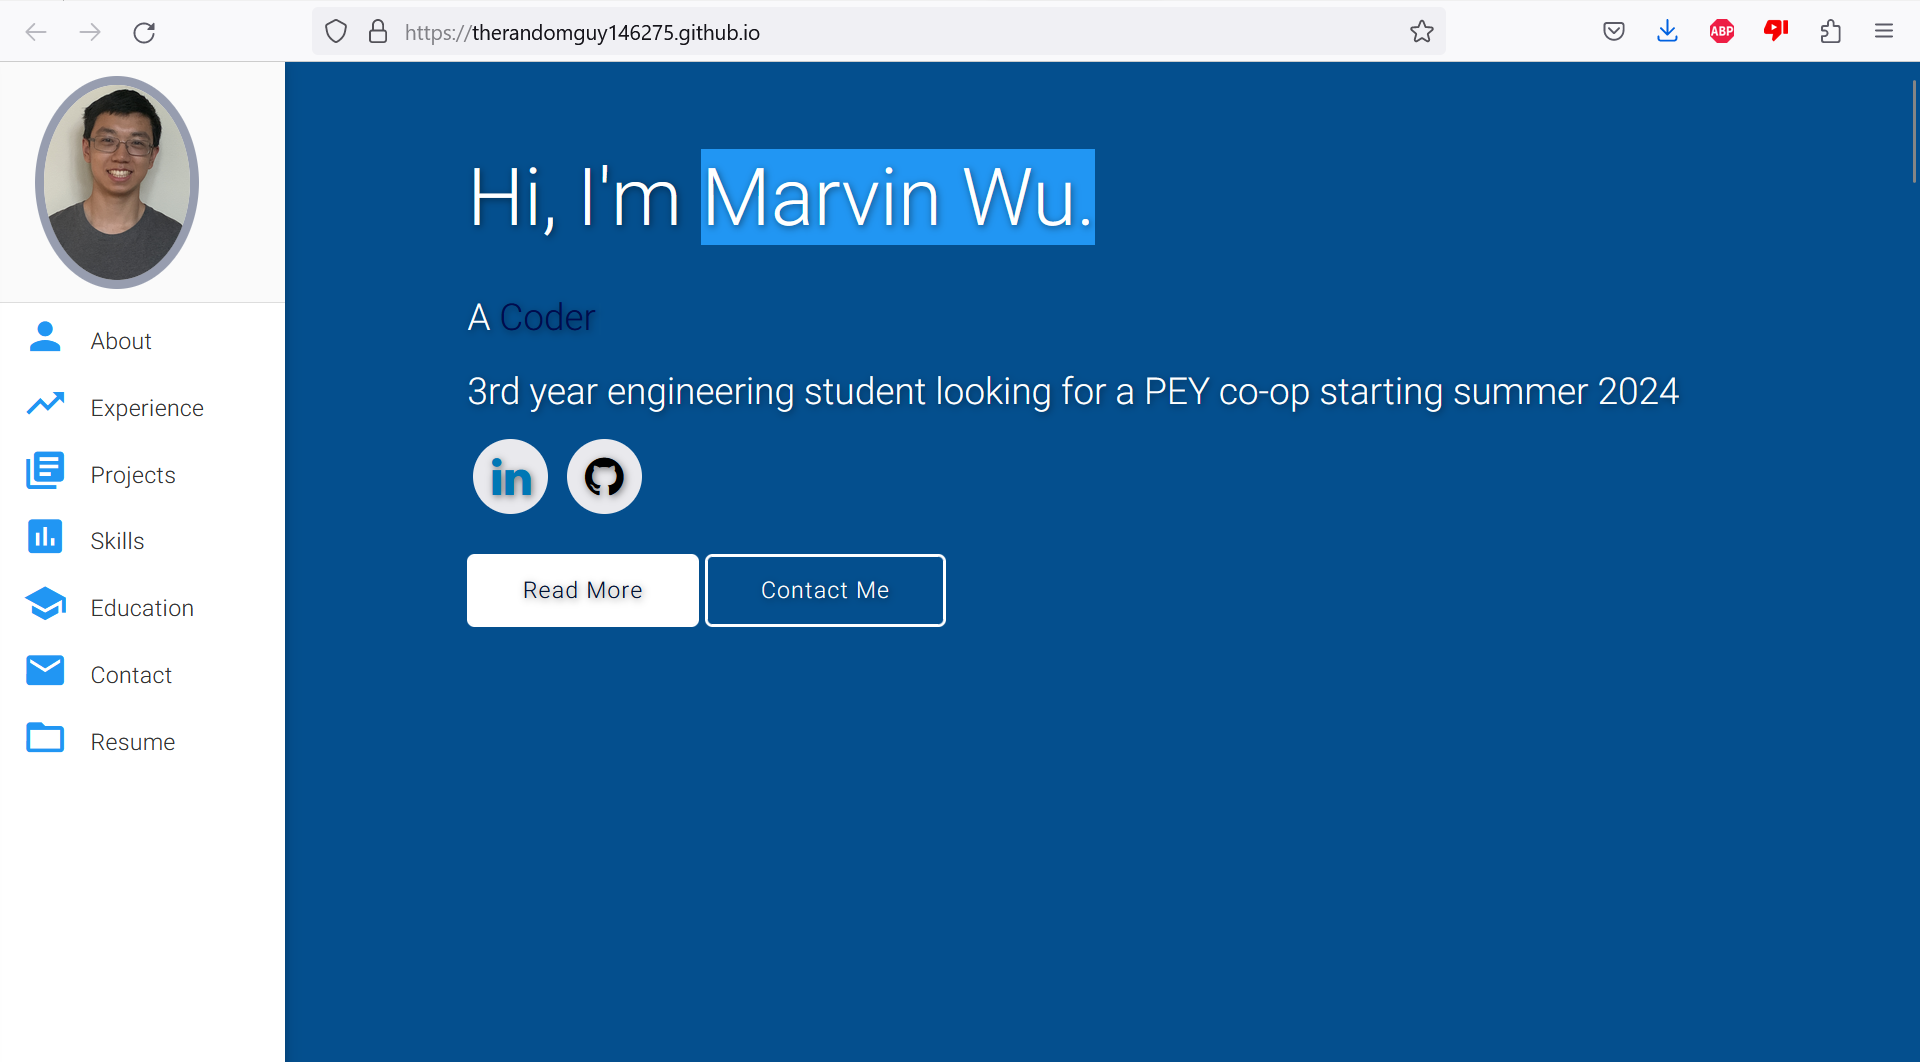 https://therandomguy146275.github.io
ABP
Hi, I'm Marvin Wu.
A Coder
3rd year engineering student looking for a PEY co-op starting summer 2024
in
Read More
Contact Me
About
Experience
Projects
Skills
Education
Contact
Resume